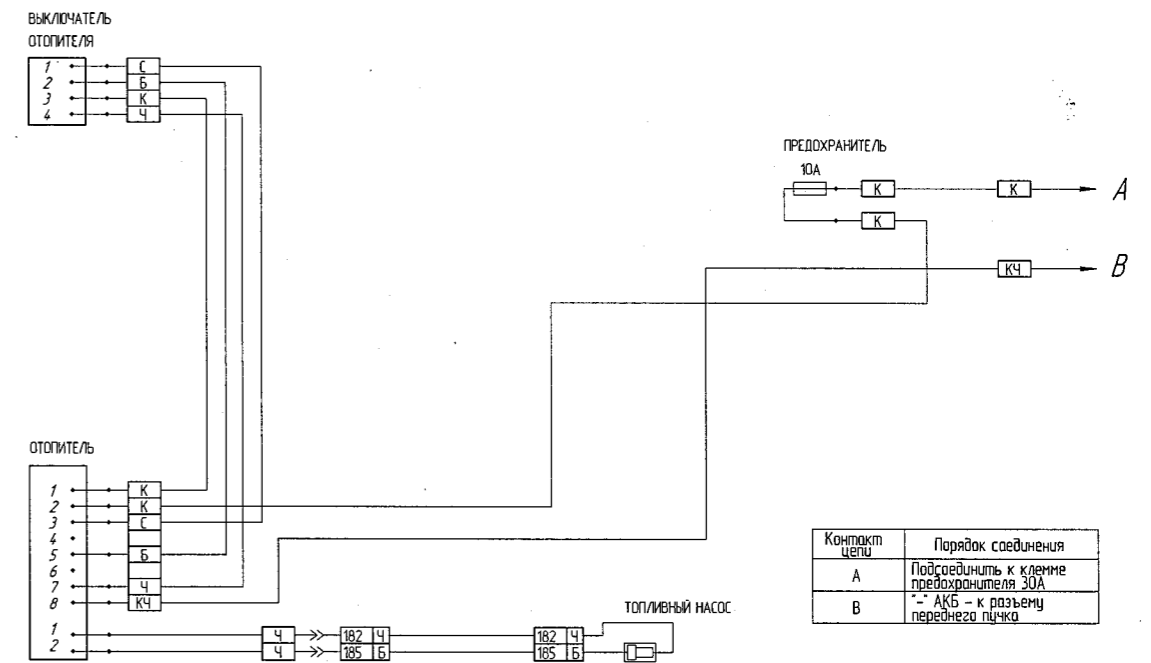 ВЫКЛЮЧАТЕЛЬ
ОТОПИТЕЛЯ
1 С
2 Б
3 К
4 Ч
ПРЕДОХРАНИТЕЛЬ
10А
К К А
К
КЧ В
ОТОПИТЕЛЬ
1 К
2 К
3 С
4
5 Б
6
7 Ч
8 КЧ
1 Ч 182 Ч 182 Ч
2 Ч 185 Б 185 Б
ТОПЛИВНЫЙ НАСОС
Контакт
цепи
Порядок соединения
А
Подсоединить к клемме
предохранителя 30А
В
"-" АКБ - к разъему
переднего пучка